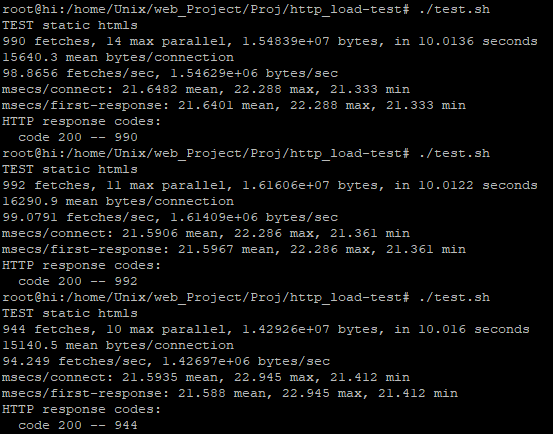 root@hi:/home/Unix/web_Project/Proj/http_load-test# ./test.sh
TEST static htmls
990 fetches, 14 max parallel, 1.54839e+07 bytes, in 10.0136 seconds
15640.3 mean bytes/connection
98.8656 fetches/sec, 1.54629e+06 bytes/sec
msecs/connect: 21.6482 mean, 22.288 max, 21.333 min
msecs/first-response: 21.6401 mean, 22.288 max, 21.333 min
HTTP response codes:
  code 200 -- 990
root@hi:/home/Unix/web_Project/Proj/http_load-test# ./test.sh
TEST static htmls
992 fetches, 11 max parallel, 1.61606e+07 bytes, in 10.0122 seconds
16290.9 mean bytes/connection
99.0791 fetches/sec, 1.61409e+06 bytes/sec
msecs/connect: 21.5906 mean, 22.286 max, 21.361 min
msecs/first-response: 21.5967 mean, 22.286 max, 21.361 min
HTTP response codes:
  code 200 -- 992
root@hi:/home/Unix/web_Project/Proj/http_load-test# ./test.sh
TEST static htmls
944 fetches, 10 max parallel, 1.42926e+07 bytes, in 10.016 seconds
15140.5 mean bytes/connection
94.249 fetches/sec, 1.42697e+06 bytes/sec
msecs/connect: 21.5935 mean, 22.945 max, 21.412 min
msecs/first-response: 21.588 mean, 22.945 max, 21.412 min
HTTP response codes:
  code 200 -- 944